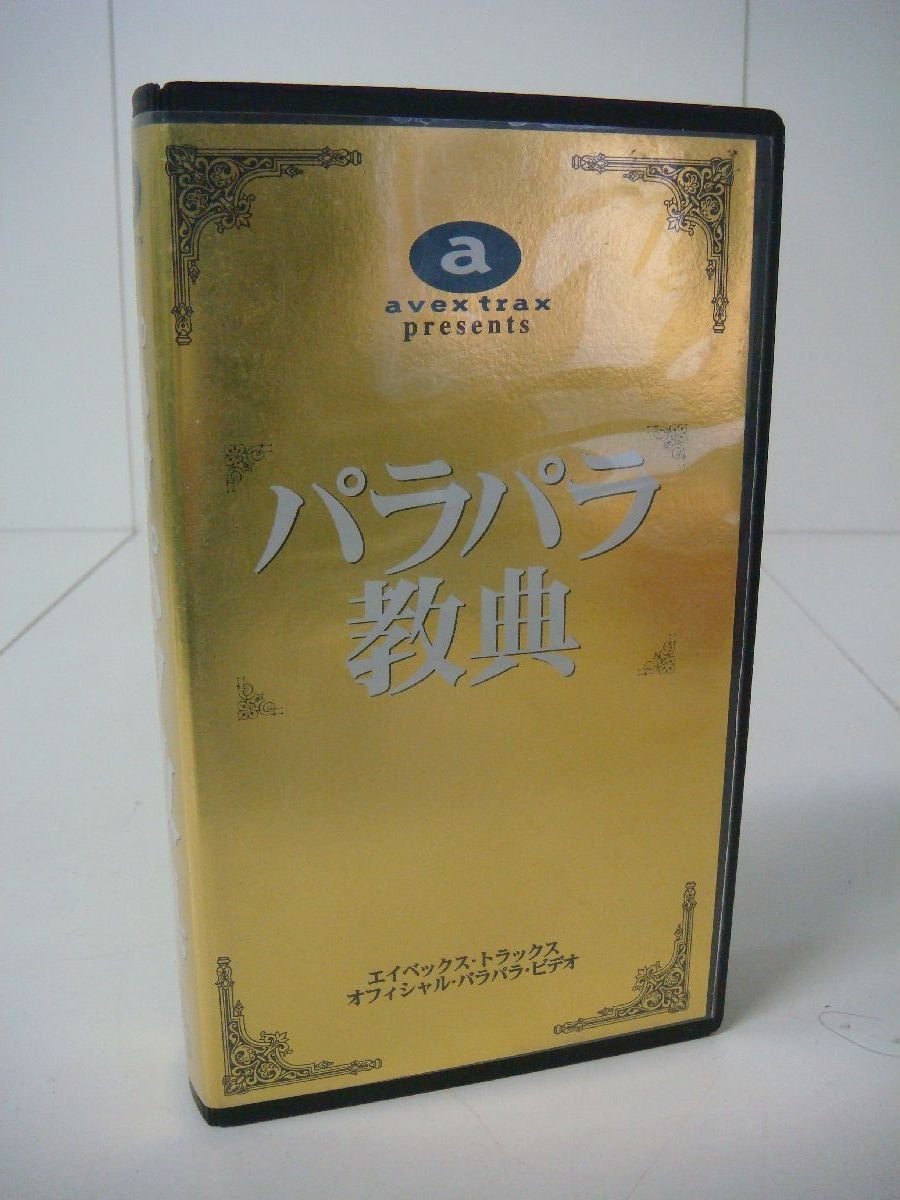 a
avex trax
presents
パラパラ
教典
エイベックス・トラックス
オフィシャル・パラパラ・ビデオ